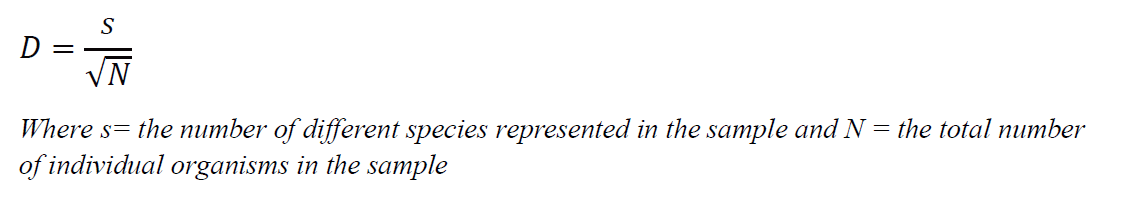 D = s / √N
Where s= the number of different species represented in the sample and N = the total number
of individual organisms in the sample